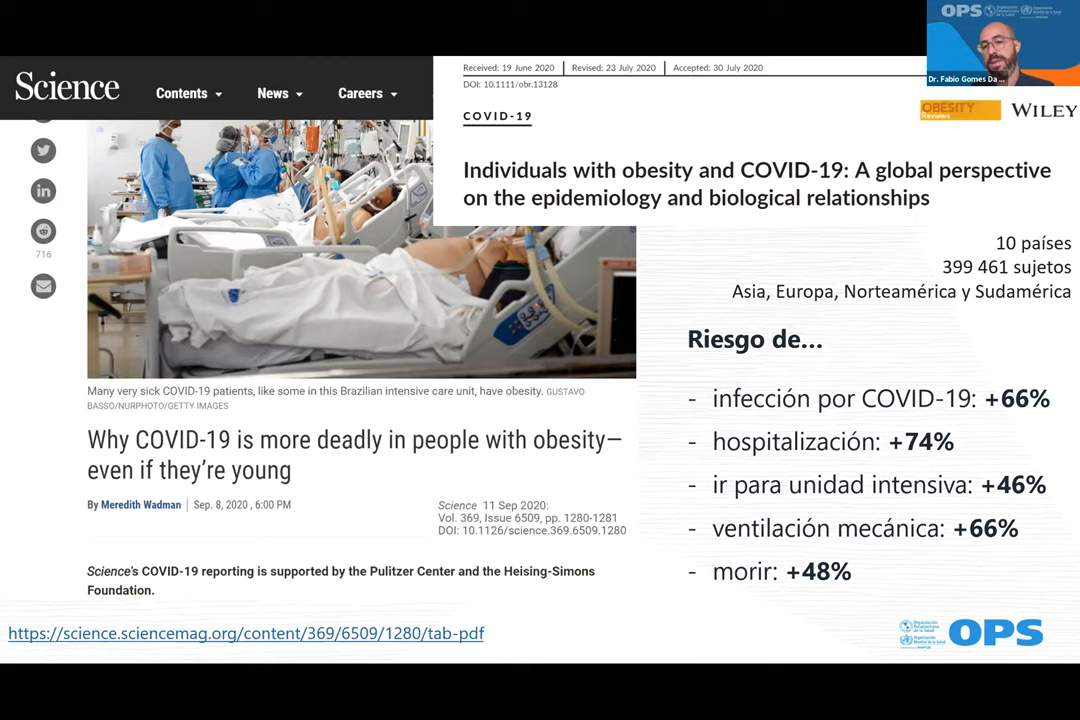 OPS
Dr. Fabio Gomes Da ...
Science
Contents
News
Careers
716
Received: 19 June 2020 | Revised: 23 July 2020 | Accepted: 30 July 2020
DOI: 10.1111/obr.13128
COVID-19
OBESITY
Reviews
WILEY
Individuals with obesity and COVID-19: A global perspective
on the epidemiology and biological relationships
10 países
399 461 sujetos
Asia, Europa, Norteamérica y Sudamérica
Riesgo de...
- infección por COVID-19: +66%
- hospitalización: +74%
- ir para unidad intensiva: +46%
- ventilación mecánica: +66%
- morir: +48%
Many very sick COVID-19 patients, like some in this Brazilian intensive care unit, have obesity. GUSTAVO
BASSO/NURPHOTO/GETTY IMAGES
Why COVID-19 is more deadly in people with obesity—
even if they're young
By Meredith Wadman | Sep. 8, 2020 , 6:00 PM
Science 11 Sep 2020:
Vol. 369, Issue 6509, pp. 1280-1281
DOI: 10.1126/science.369.6509.1280
Science's COVID-19 reporting is supported by the Pulitzer Center and the Heising-Simons
Foundation.
https://science.sciencemag.org/content/369/6509/1280/tab-pdf
OPS